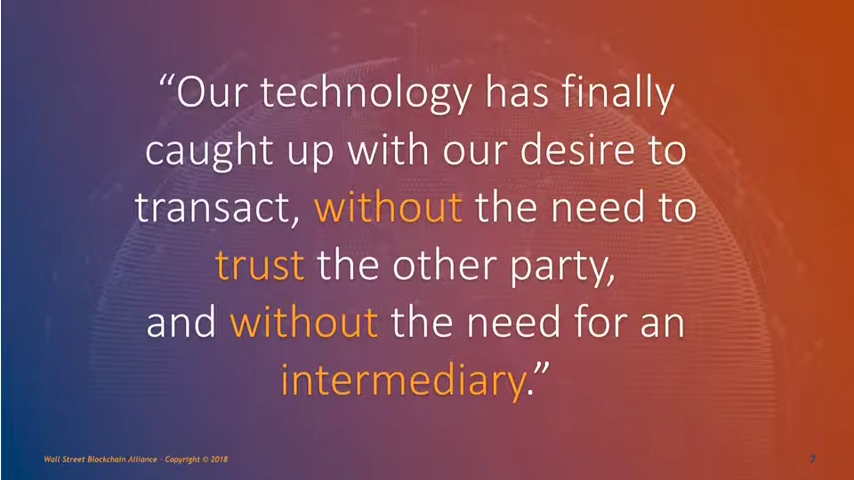 “Our technology has finally
caught up with our desire to
transact, without the need to
trust the other party,
and without the need for an
intermediary.”
Wall Street Blockchain Alliance - Copyright © 2018
7